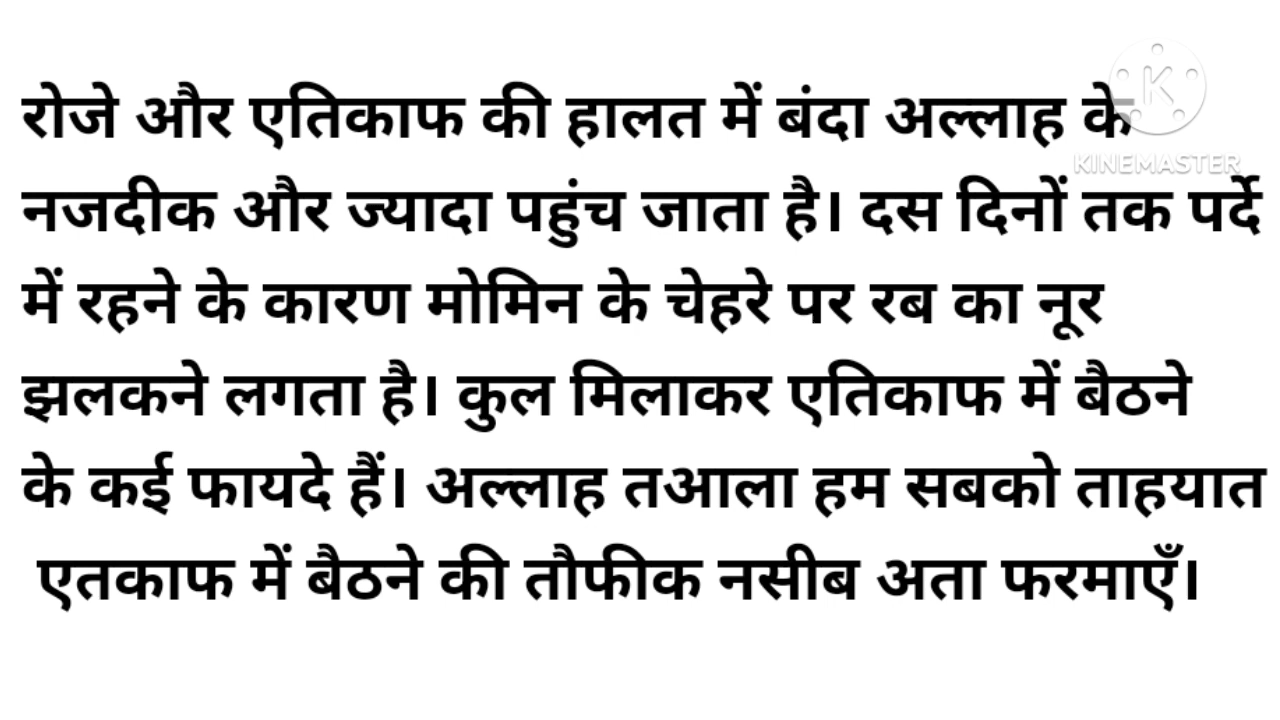 रोजे और एतिकाफ की हालत में बंदा अल्लाह के
KINEMASTER
नजदीक और ज्यादा पहुंच जाता है। दस दिनों तक पर्दे
में रहने के कारण मोमिन के चेहरे पर रब का नूर
झलकने लगता है। कुल मिलाकर एतिकाफ में बैठने
के कई फायदे हैं। अल्लाह तआला हम सबको ताहयात
एतकाफ में बैठने की तौफीक नसीब अता फरमाएँ।